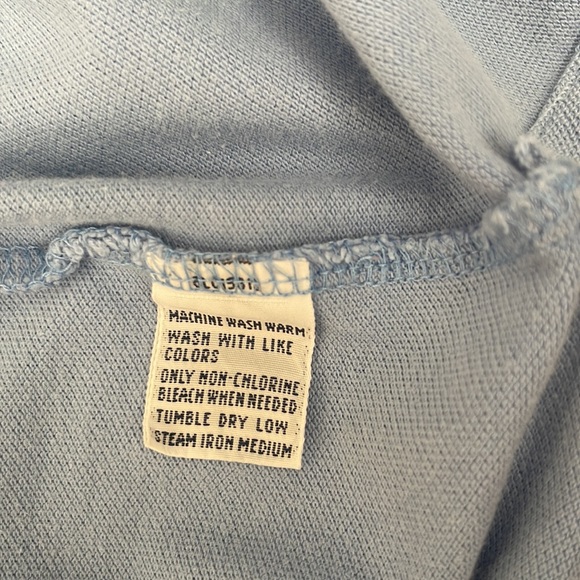 MACHINE WASH WARM
WASH WITH LIKE
COLORS
ONLY NON-CHLORINE
BLEACH WHEN NEEDED
TUMBLE DRY LOW
STEAM IRON MEDIUM